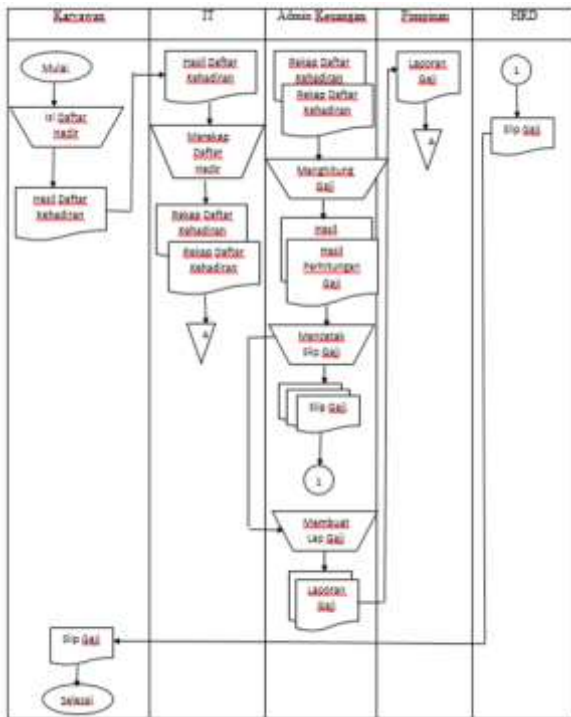 Karyawan
IT
Admin Keuangan
Pimpinan
HRD
Mulai
Isi Daftar
Hadir
Hasil Daftar
Kehadiran
Hasil Daftar
Kehadiran
Merekap
Daftar
Hadir
Rekap Daftar
Kehadiran
Rekap Daftar
Kehadiran
A
Rekap Daftar
Kehadiran
Rekap Daftar
Kehadiran
Menghitung
Gaji
Hasil
Hasil
Perhitungan
Gaji
Mencetak
Slip Gaji
Slip Gaji
1
Membuat
Lap Gaji
Laporan
Gaji
Laporan
Gaji
A
1
Slip Gaji
Slip Gaji
Selesai